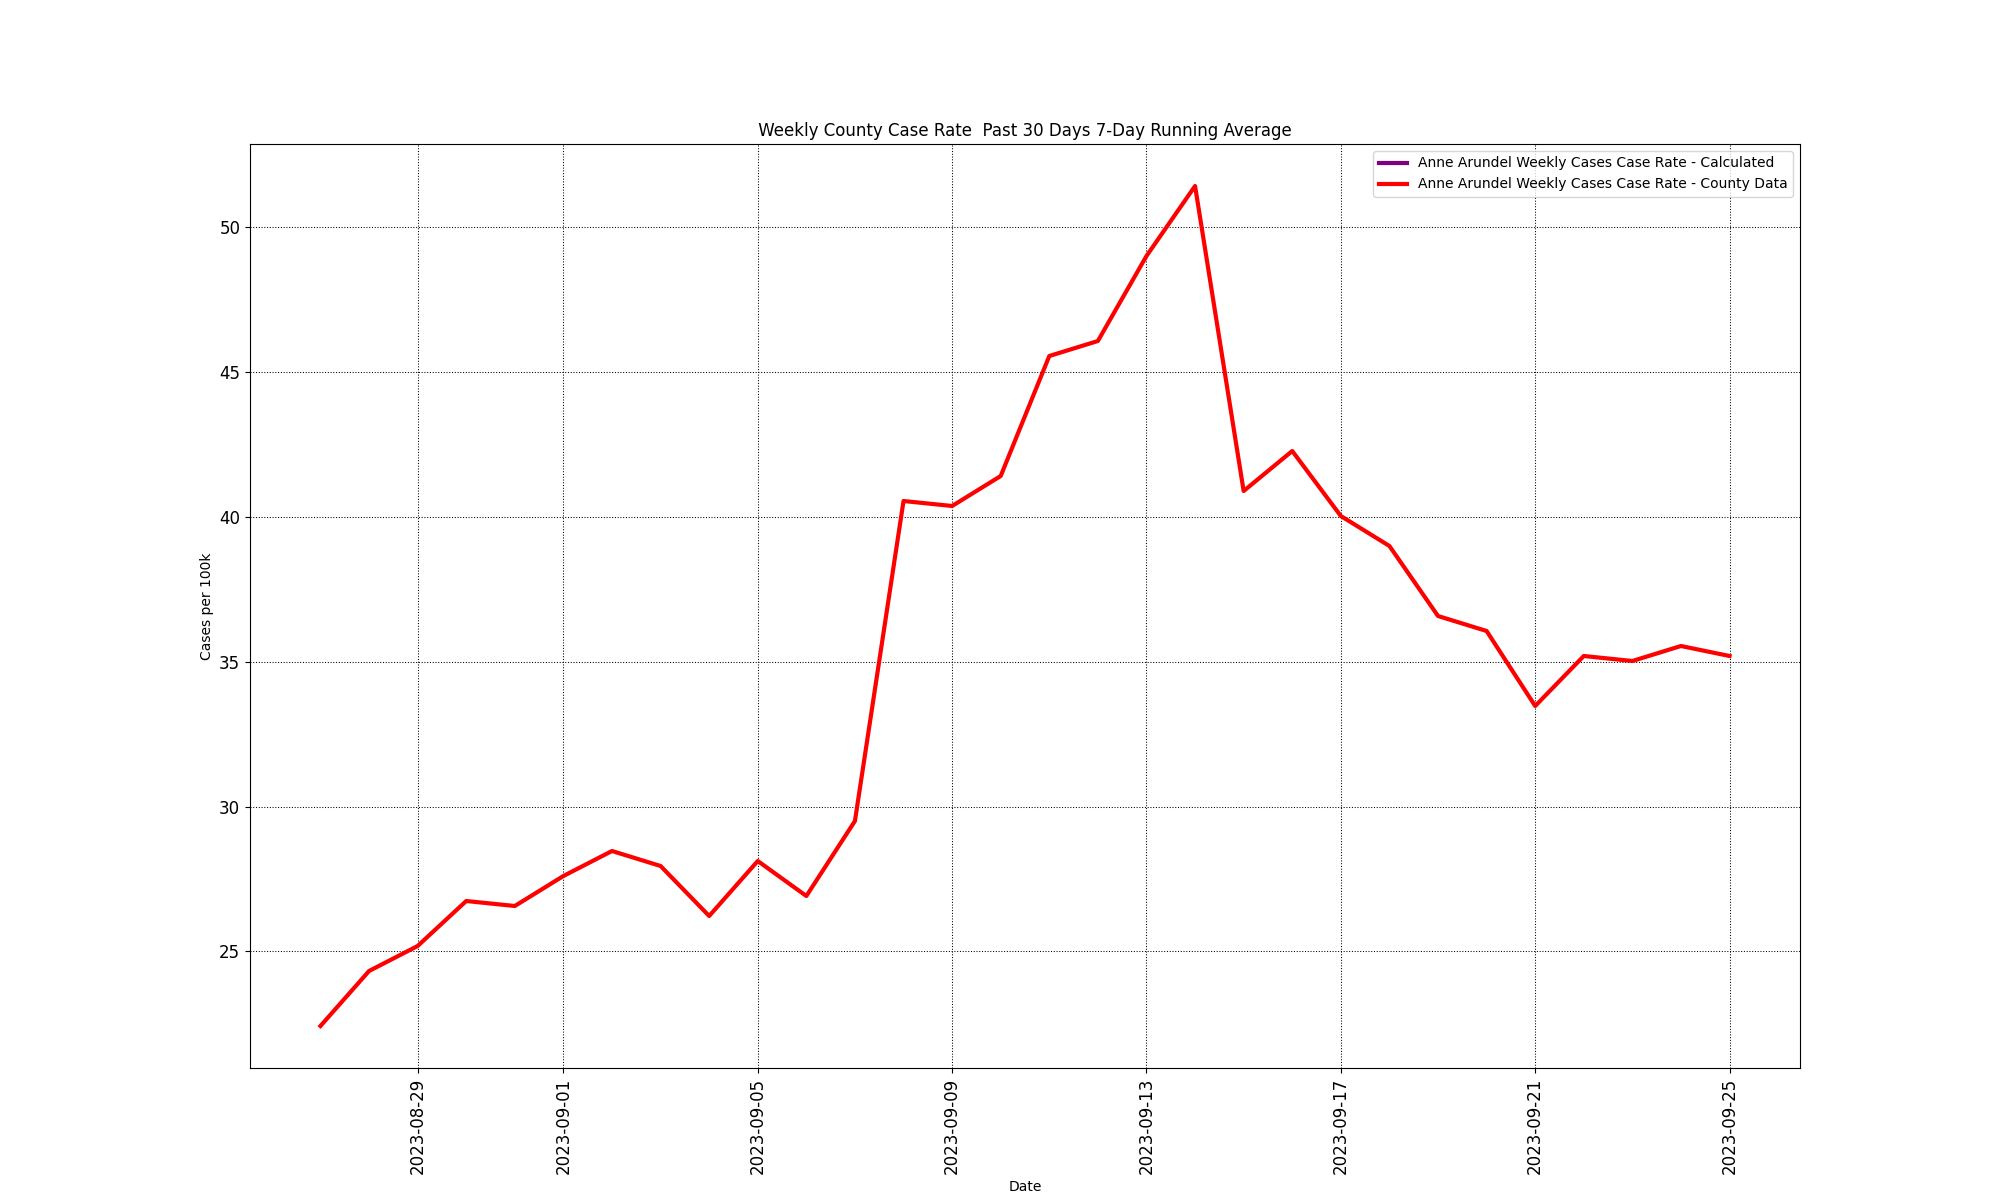 Weekly County Case Rate  Past 30 Days 7-Day Running Average
Anne Arundel Weekly Cases Case Rate - Calculated
Anne Arundel Weekly Cases Case Rate - County Data
50
45
40
35
30
25
Cases per 100k
2023-08-29
2023-09-01
2023-09-05
2023-09-09
2023-09-13
2023-09-17
2023-09-21
2023-09-25
Date